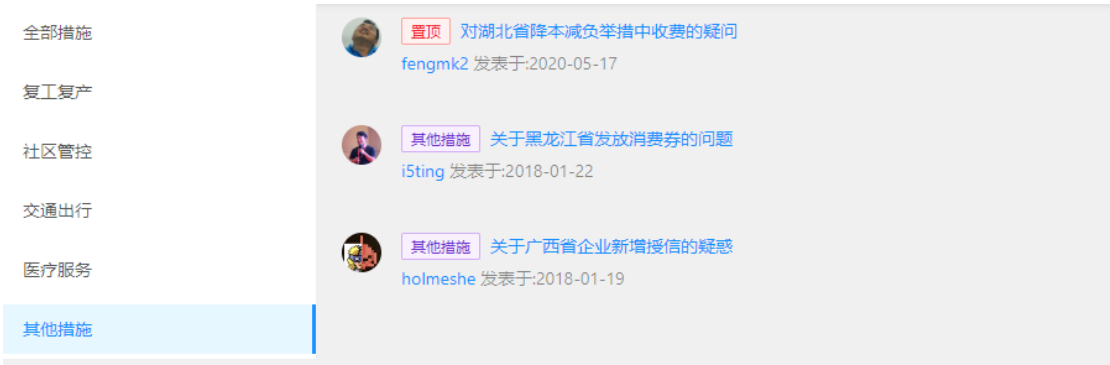 全部措施
复工复产
社区管控
交通出行
医疗服务
其他措施
置顶 对湖北省降本减负举措中收费的疑问
fengmk2 发表于:2020-05-17
其他措施 关于黑龙江省发放消费券的问题
i5ting 发表于:2018-01-22
其他措施 关于广西省企业新增授信的疑惑
holmeshe 发表于:2018-01-19